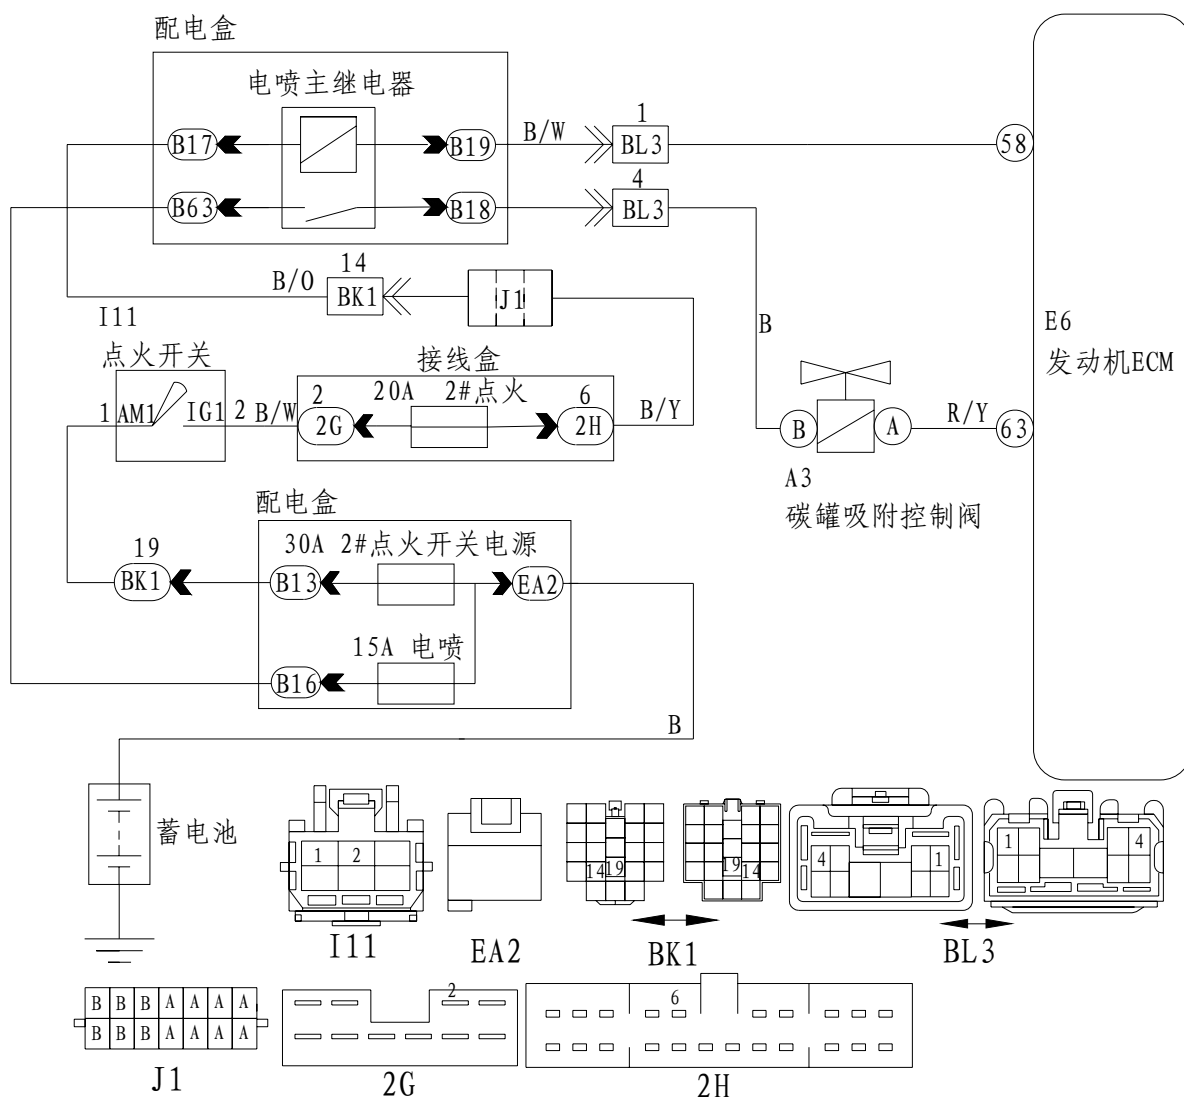 配电盒
电喷主继电器
B17
B19
B/W
1
BL3
58
B63
B18
4
BL3
14
B/O
BK1
J1
B
E6
发动机ECM
I11
点火开关
1
AM1
IG1
2
B/W
接线盒
20A 2#点火
2
2G
6
2H
B/Y
B
A
R/Y
63
A3
碳罐吸附控制阀
配电盒
30A 2#点火开关电源
19
BK1
B13
EA2
15A 电喷
B16
B
蓄电池
1 2
14 19
19 14
4 1
1 4
I11
EA2
BK1
BL3
B B B A A A A
B B B A A A A
J1
2
2G
6
2H